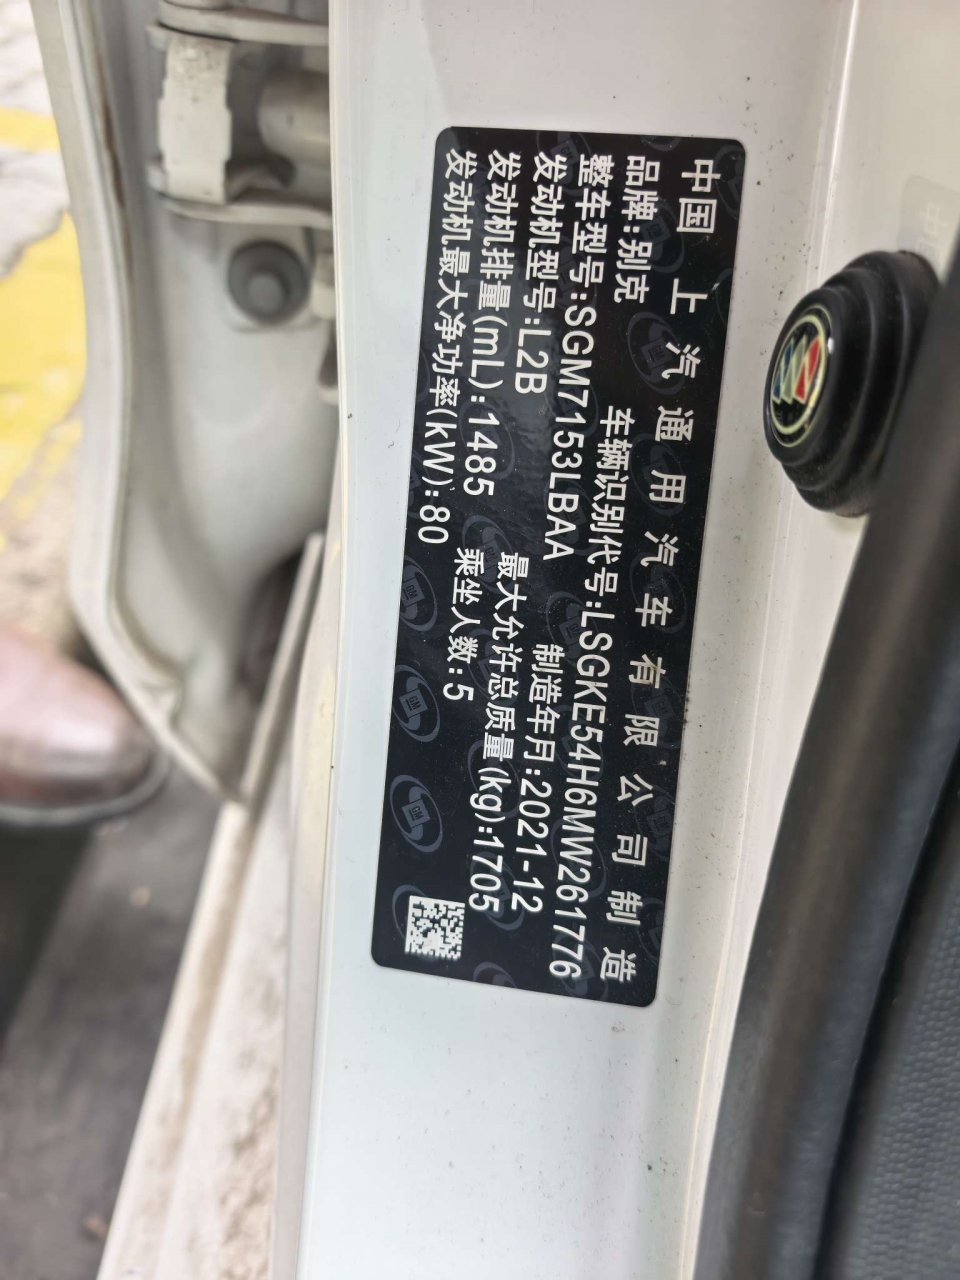 中国 上汽通用汽车有限公司制造
品牌:别克 车辆识别代号:LSGKE54H6MW261776
整车型号:SGM7153LBAA 制造年月:2021-12
发动机型号:L2B 最大允许总质量(kg):1705
发动机排量(mL):1485 乘坐人数:5
发动机最大净功率(kW):80
GM
GM
GM